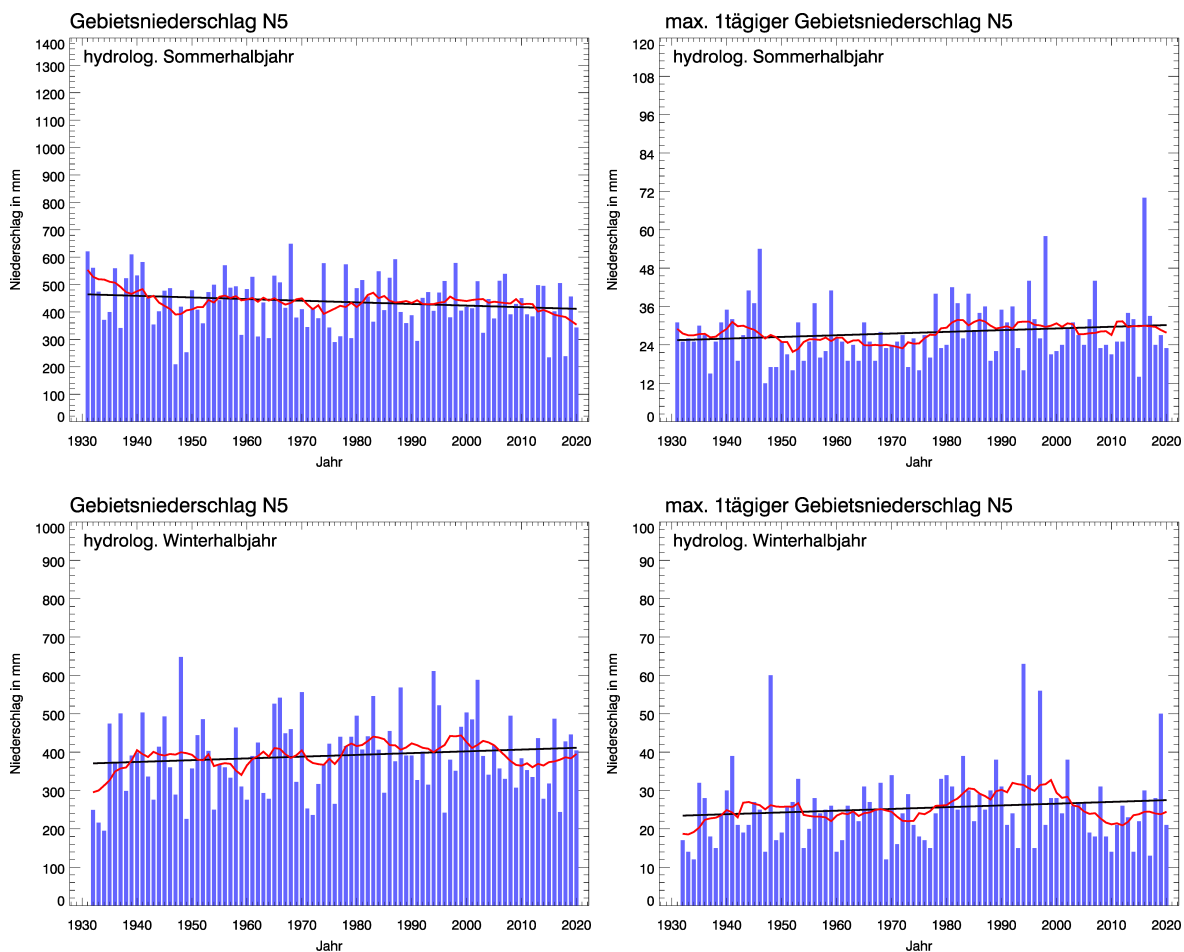 Gebietsniederschlag N5
hydrolog. Sommerhalbjahr
Niederschlag in mm
1400
1300
1200
1100
1000
900
800
700
600
500
400
300
200
100
0
1930 1940 1950 1960 1970 1980 1990 2000 2010 2020
Jahr
max. 1tägiger Gebietsniederschlag N5
hydrolog. Sommerhalbjahr
Niederschlag in mm
120
108
96
84
72
60
48
36
24
12
0
1930 1940 1950 1960 1970 1980 1990 2000 2010 2020
Jahr
Gebietsniederschlag N5
hydrolog. Winterhalbjahr
Niederschlag in mm
1000
900
800
700
600
500
400
300
200
100
0
1930 1940 1950 1960 1970 1980 1990 2000 2010 2020
Jahr
max. 1tägiger Gebietsniederschlag N5
hydrolog. Winterhalbjahr
Niederschlag in mm
100
90
80
70
60
50
40
30
20
10
0
1930 1940 1950 1960 1970 1980 1990 2000 2010 2020
Jahr